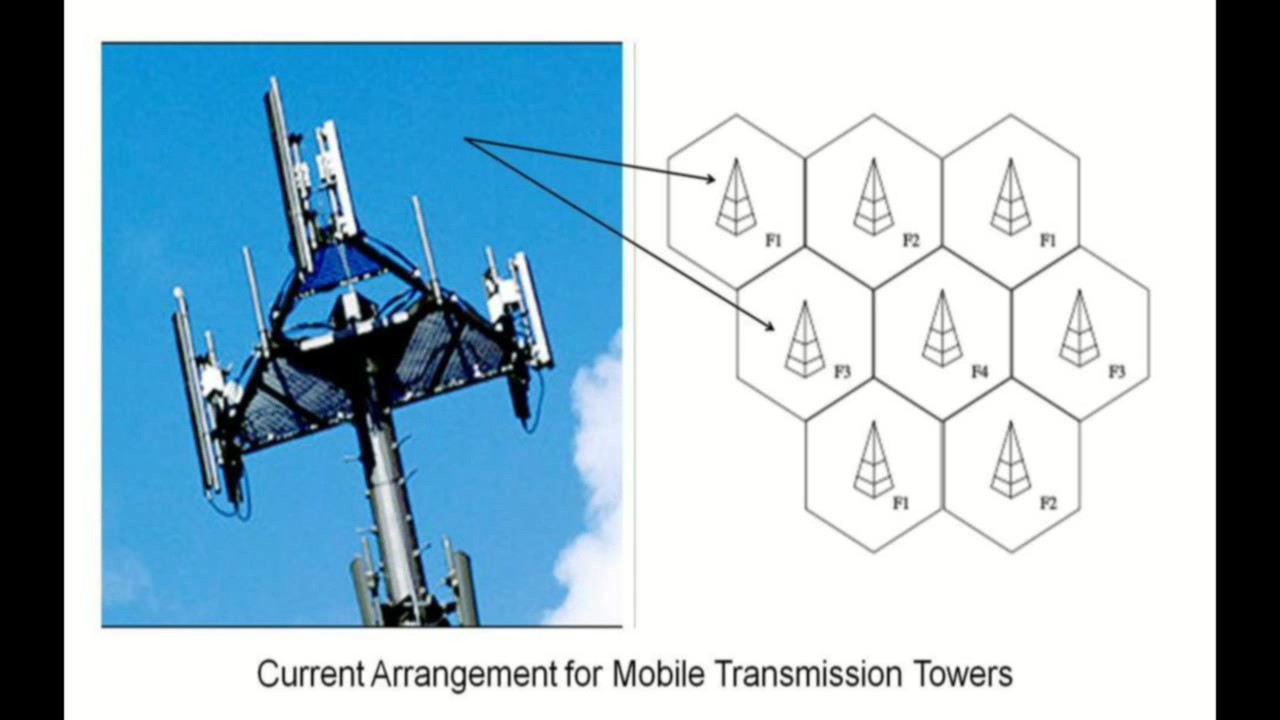 F1 F2 F1
F3 F4 F3
F1 F2
Current Arrangement for Mobile Transmission Towers